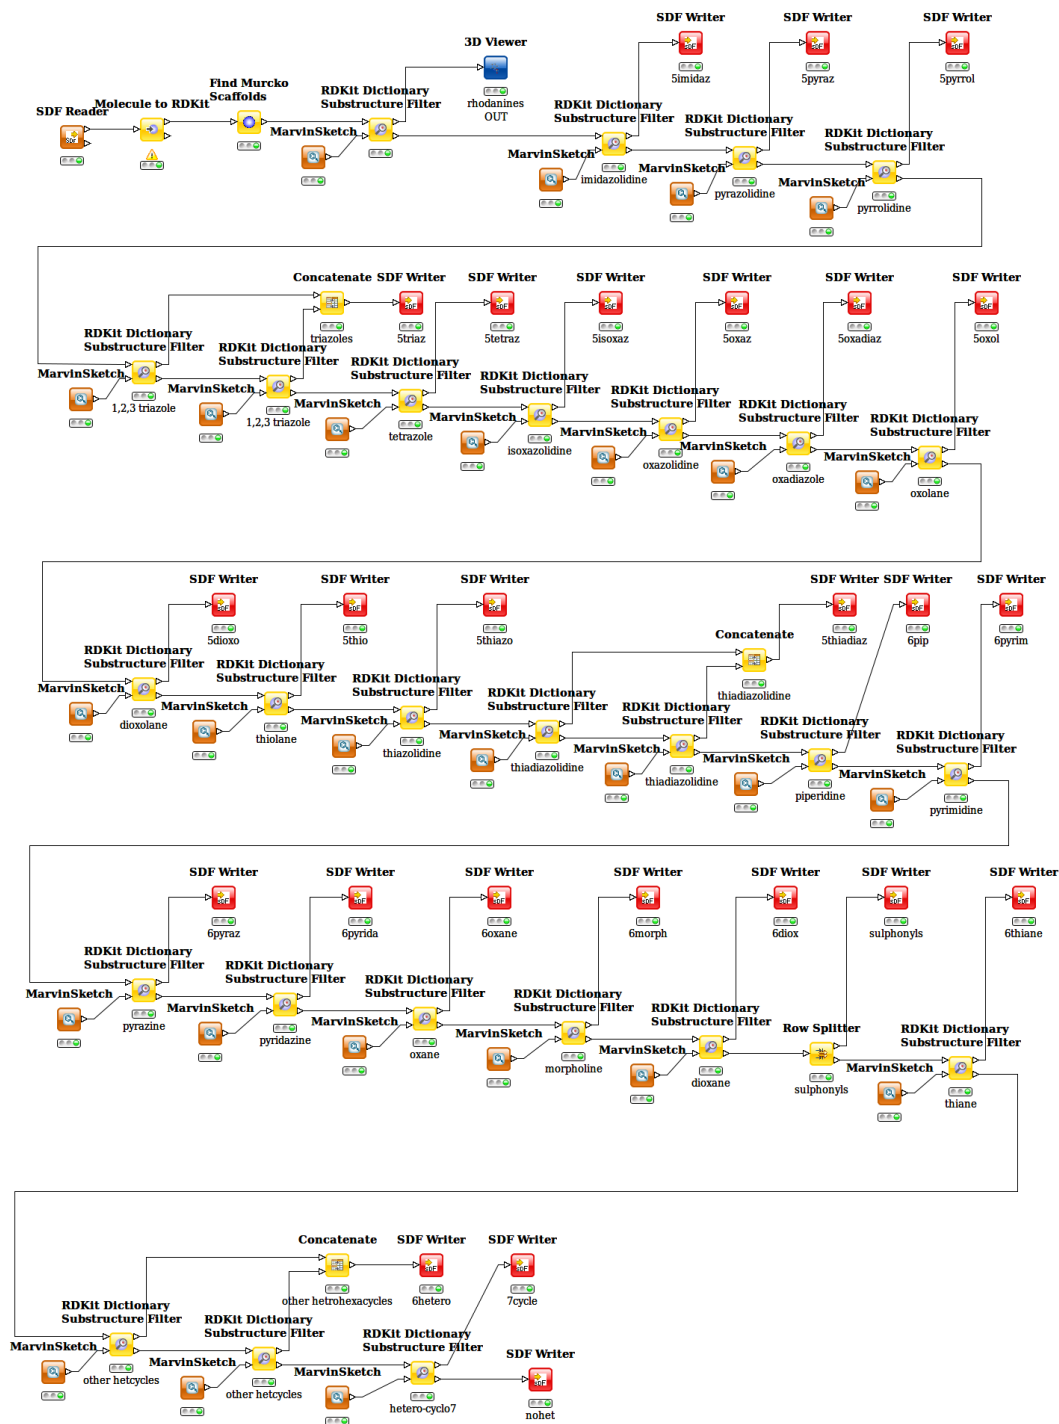 SDF Writer
SDF Writer
SDF Writer
5imidaz
5pyraz
5pyrrol
3D Viewer
rhodanines
OUT
SDF Reader
Molecule to RDKit
Find Murcko
Scaffolds
RDKit Dictionary
Substructure Filter
MarvinSketch
RDKit Dictionary
Substructure Filter
MarvinSketch
imidazolidine
RDKit Dictionary
Substructure Filter
MarvinSketch
pyrazolidine
RDKit Dictionary
Substructure Filter
MarvinSketch
pyrrolidine
Concatenate
SDF Writer
SDF Writer
SDF Writer
SDF Writer
SDF Writer
SDF Writer
triazoles
5triaz
5tetraz
5isoxaz
5oxaz
5oxadiaz
5oxol
RDKit Dictionary
Substructure Filter
MarvinSketch
1,2,3 triazole
RDKit Dictionary
Substructure Filter
MarvinSketch
1,2,3 triazole
RDKit Dictionary
Substructure Filter
MarvinSketch
tetrazole
RDKit Dictionary
Substructure Filter
MarvinSketch
isoxazolidine
RDKit Dictionary
Substructure Filter
MarvinSketch
oxazolidine
RDKit Dictionary
Substructure Filter
MarvinSketch
oxadiazole
RDKit Dictionary
Substructure Filter
MarvinSketch
oxolane
SDF Writer
SDF Writer
SDF Writer
SDF Writer
SDF Writer
SDF Writer
5dioxo
5thio
5thiazo
5thiadiaz
6pip
6pyrim
Concatenate
thiadiazolidine
RDKit Dictionary
Substructure Filter
MarvinSketch
dioxolane
RDKit Dictionary
Substructure Filter
MarvinSketch
thiolane
RDKit Dictionary
Substructure Filter
MarvinSketch
thiazolidine
RDKit Dictionary
Substructure Filter
MarvinSketch
thiadiazolidine
RDKit Dictionary
Substructure Filter
MarvinSketch
thiadiazolidine
RDKit Dictionary
Substructure Filter
MarvinSketch
piperidine
RDKit Dictionary
Substructure Filter
MarvinSketch
pyrimidine
SDF Writer
SDF Writer
SDF Writer
SDF Writer
SDF Writer
SDF Writer
SDF Writer
6pyraz
6pyrida
6oxane
6morph
6diox
sulphonyls
6thiane
RDKit Dictionary
Substructure Filter
MarvinSketch
pyrazine
RDKit Dictionary
Substructure Filter
MarvinSketch
pyridazine
RDKit Dictionary
Substructure Filter
MarvinSketch
oxane
RDKit Dictionary
Substructure Filter
MarvinSketch
morpholine
RDKit Dictionary
Substructure Filter
MarvinSketch
dioxane
Row Splitter
sulphonyls
RDKit Dictionary
Substructure Filter
MarvinSketch
thiane
Concatenate
SDF Writer
SDF Writer
other hetrohexacycles
6hetero
7cycle
RDKit Dictionary
Substructure Filter
MarvinSketch
other hetcycles
RDKit Dictionary
Substructure Filter
MarvinSketch
other hetcycles
RDKit Dictionary
Substructure Filter
MarvinSketch
hetero-cyclo7
SDF Writer
nohet